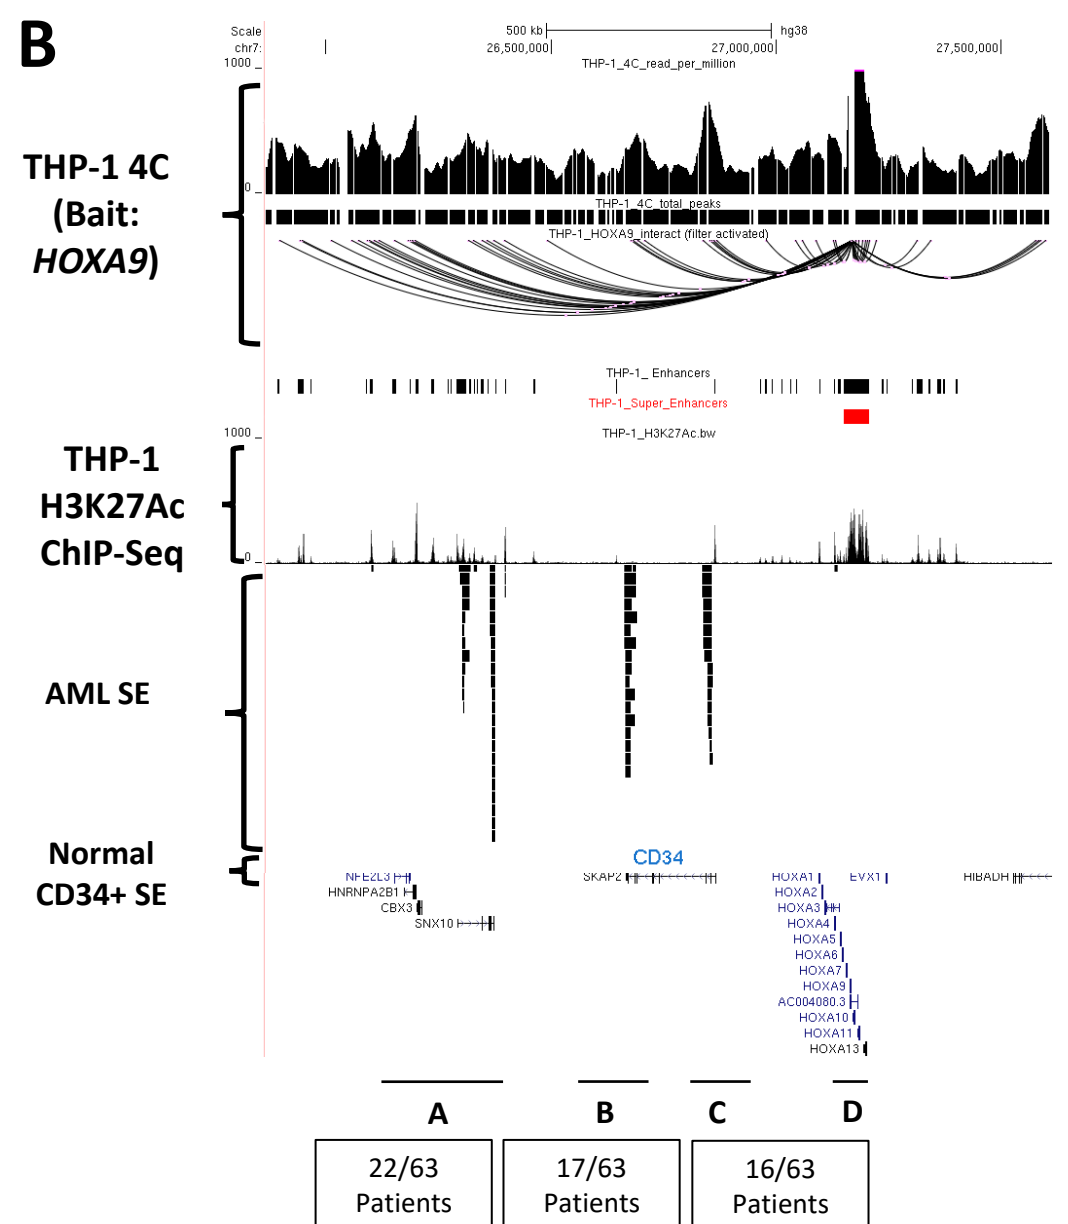 B
Scale
500 kb
hg38
chr7:
26,500,000
27,000,000
27,500,000
THP-1_4C_read_per_million
1000
0
THP-1 4C
(Bait:
HOXA9)
THP-1_4C_total_peaks
THP-1_HOXA9_interact (filter activated)
THP-1_ Enhancers
THP-1_Super_Enhancers
THP-1_H3K27Ac.bw
1000
0
THP-1
H3K27Ac
ChIP-Seq
AML SE
Normal
CD34+ SE
CD34
NFE2L3
SKAP2
HOXA1
EVX1
HIBADH
HNRNPA2B1
HOXA2
CBX3
HOXA3
SNX10
HOXA4
HOXA5
HOXA6
HOXA7
HOXA9
AC004080.3
HOXA10
HOXA11
HOXA13
A
B
C
D
22/63
Patients
17/63
Patients
16/63
Patients